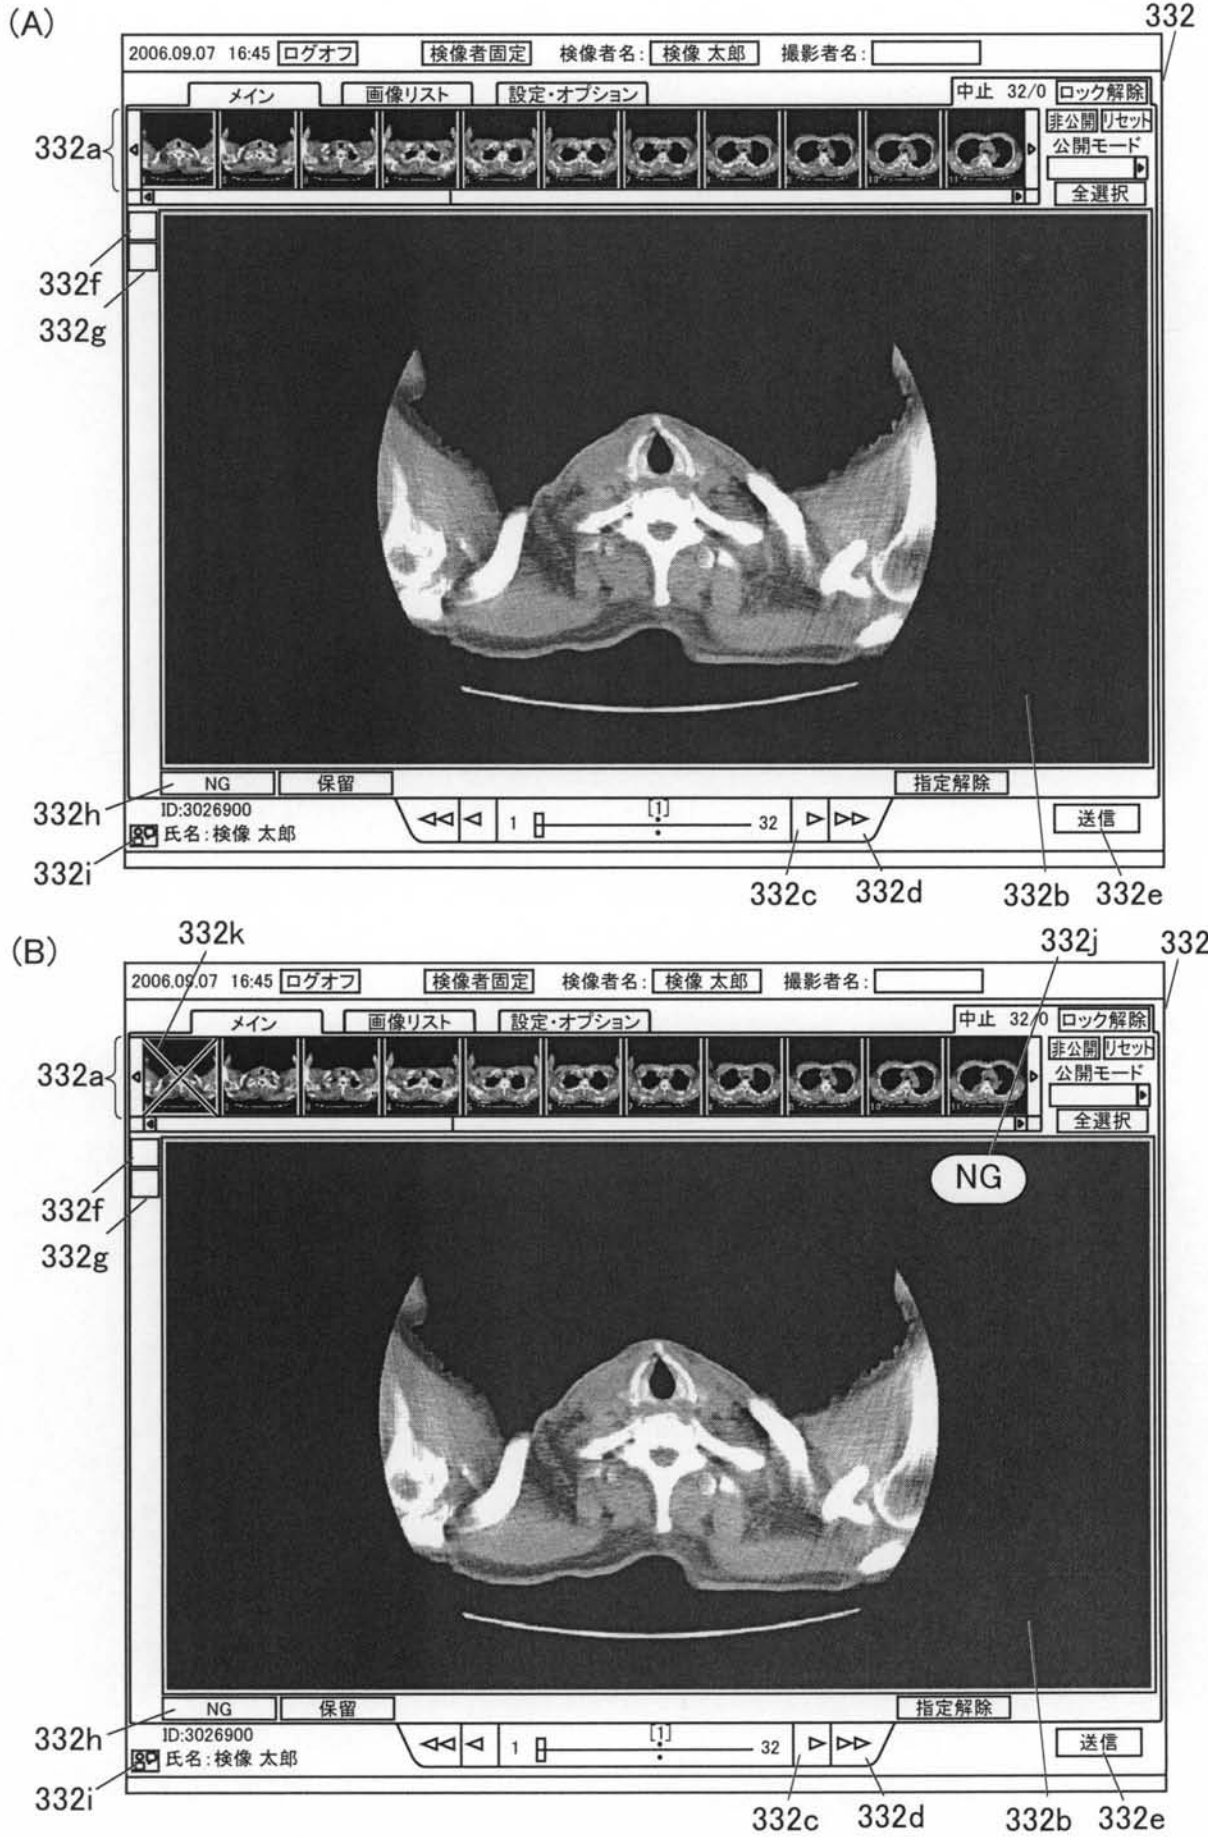 (A)
332
2006.09.07 16:45 ログオフ 検像者固定 検像者名: 検像 太郎 撮影者名:
メイン 画像リスト 設定・オプション 中止 32/0 ロック解除
332a
非公開 リセット
公開モード
全選択
332f
332g
NG 保留 指定解除
332h
ID:3026900
氏名:検像 太郎
1 [1] 32
送信
332i
332c 332d 332b 332e
(B)
332k 332j 332
2006.09.07 16:45 ログオフ 検像者固定 検像者名: 検像 太郎 撮影者名:
メイン 画像リスト 設定・オプション 中止 32/0 ロック解除
332a
非公開 リセット
公開モード
全選択
NG
332f
332g
NG 保留 指定解除
332h
ID:3026900
氏名:検像 太郎
1 [1] 32
送信
332i
332c 332d 332b 332e